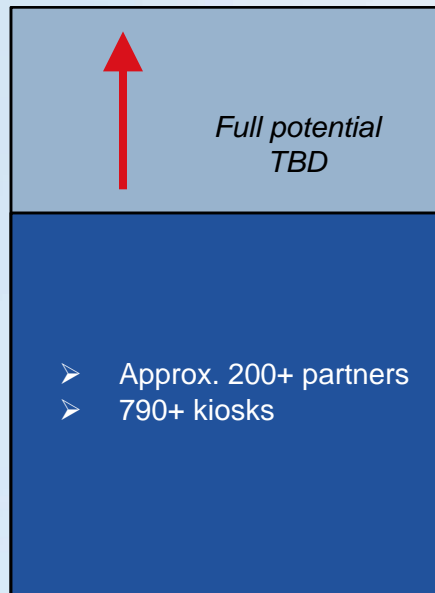 Full potential
TBD
➢ Approx. 200+ partners
➢ 790+ kiosks